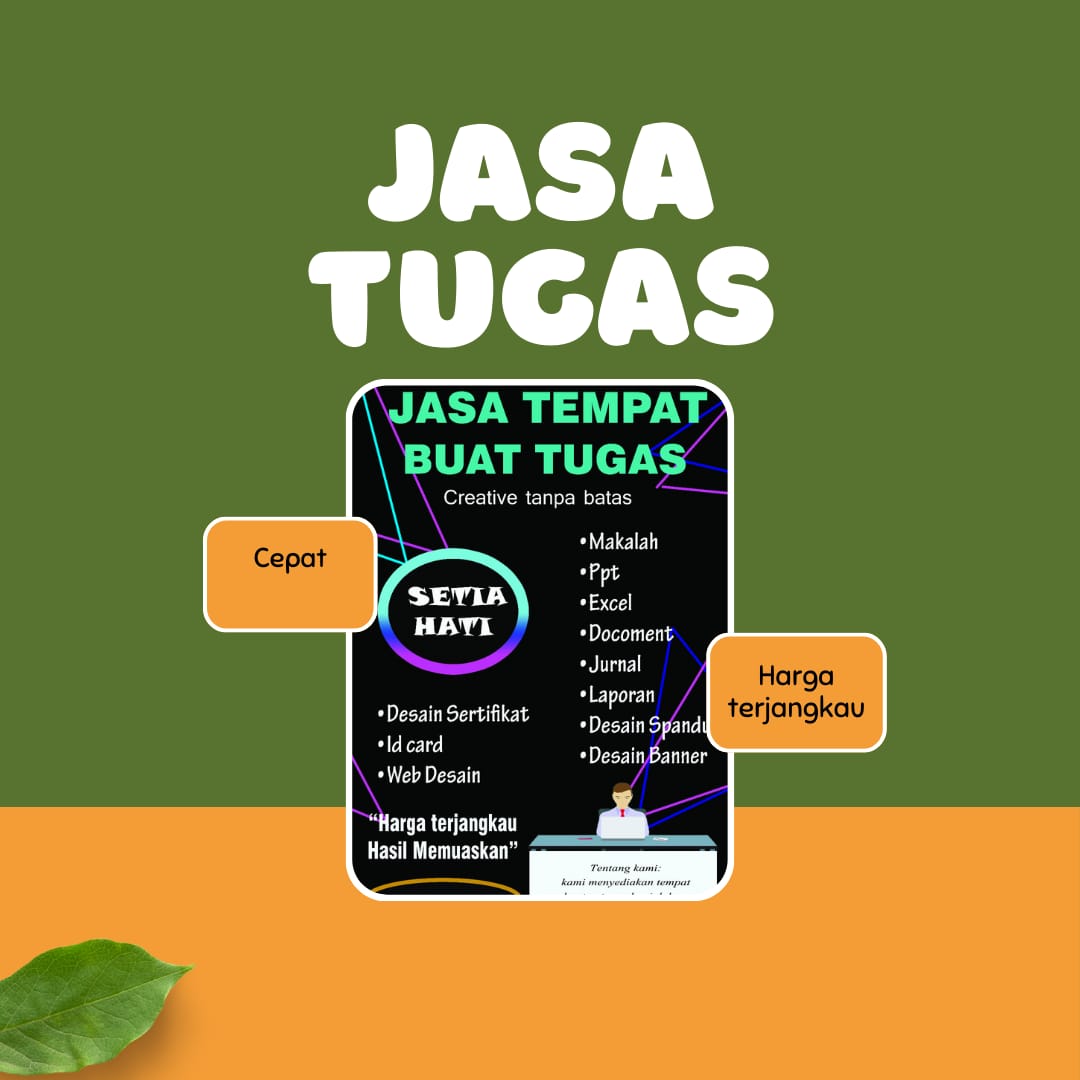 JASA
TUGAS
JASA TEMPAT
BUAT TUGAS
Creative tanpa batas
Cepat
SETIA
HATI
•Makalah
•Ppt
•Excel
•Docoment
•Jurnal
•Laporan
•Desain Spandu
•Desain Banner
Harga
terjangkau
•Desain Sertifikat
•Id card
•Web Desain
“Harga terjangkau
Hasil Memuaskan”
Tentang kami:
kami menyediakan tempat